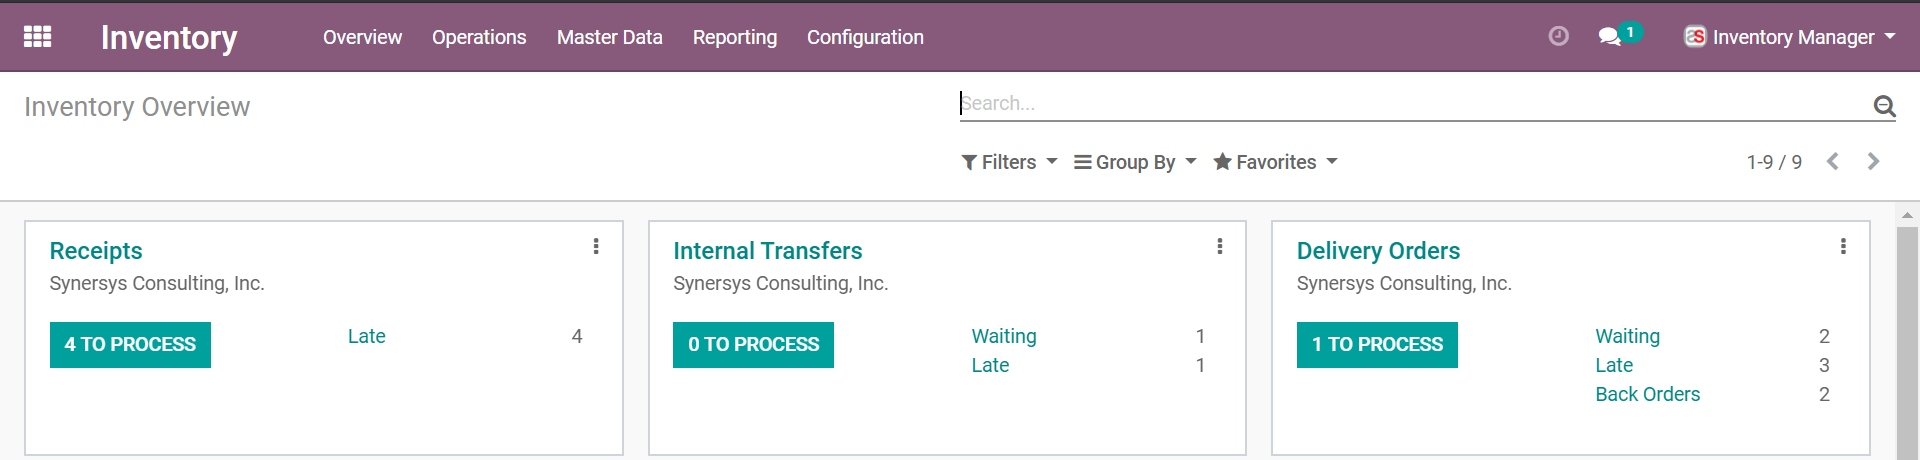 Inventory Overview Operations Master Data Reporting Configuration 1 Inventory Manager
Inventory Overview
Search...
Filters Group By Favorites 1-9 / 9
Receipts
Synersys Consulting, Inc.
4 TO PROCESS
Late 4
Internal Transfers
Synersys Consulting, Inc.
0 TO PROCESS
Waiting 1
Late 1
Delivery Orders
Synersys Consulting, Inc.
1 TO PROCESS
Waiting 2
Late 3
Back Orders 2